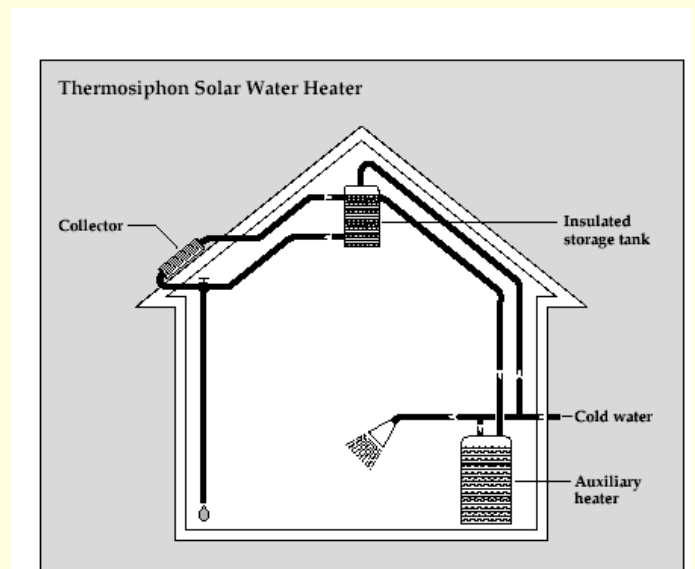 Thermosiphon Solar Water Heater
Collector
Insulated
storage tank
Cold water
Auxiliary
heater